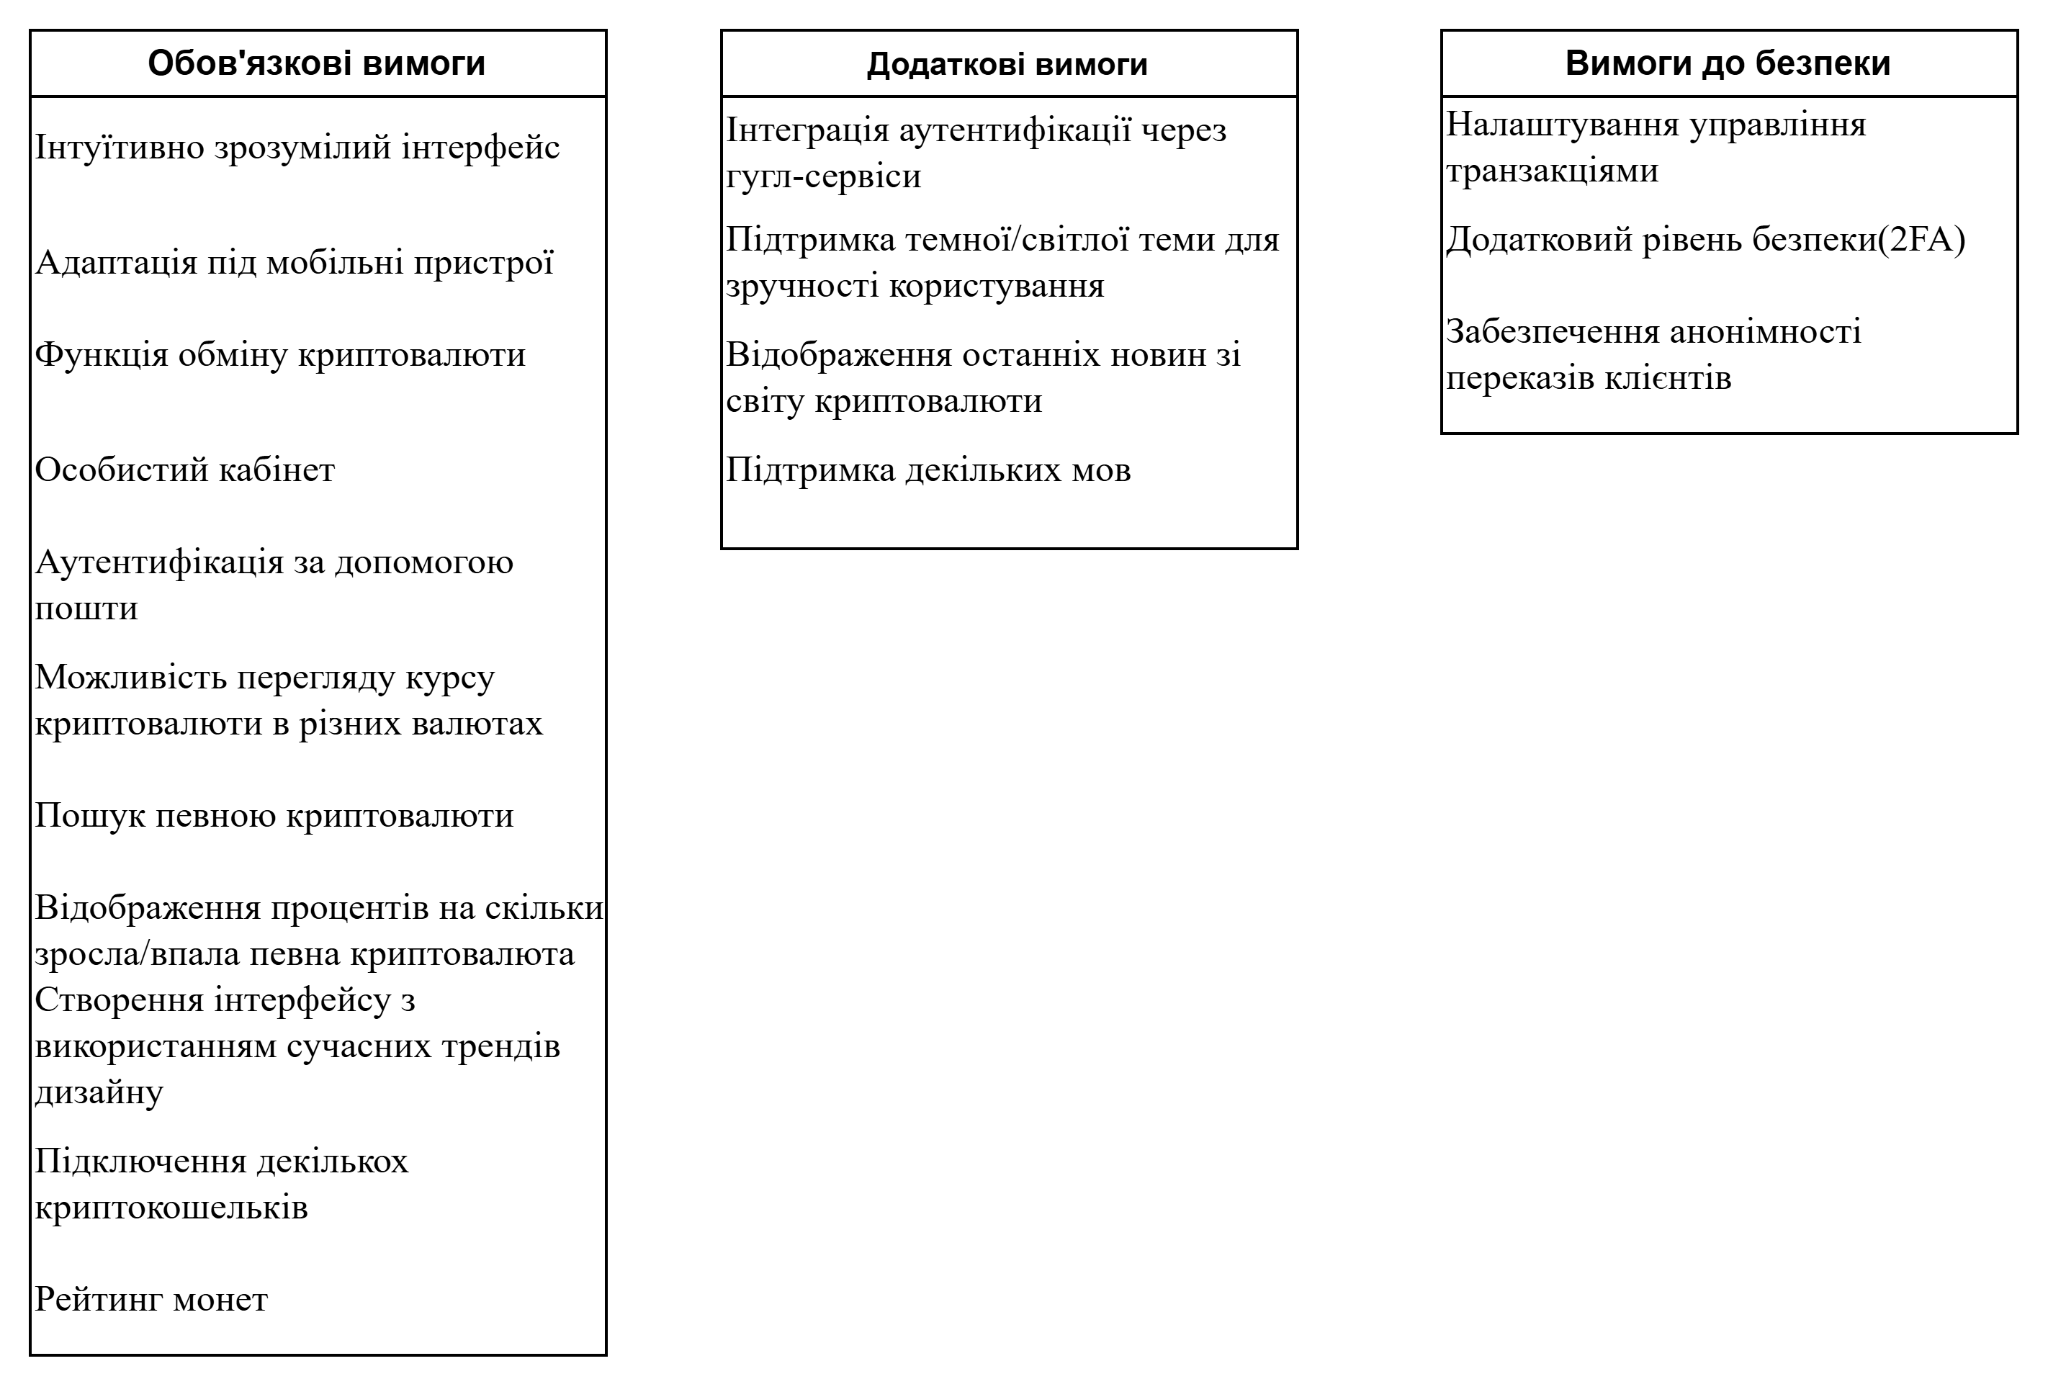 Обов'язкові вимоги
Інтуїтивно зрозумілий інтерфейс
Адаптація під мобільні пристрої
Функція обміну криптовалюти
Особистий кабінет
Аутентифікація за допомогою
пошти
Можливість перегляду курсу
криптовалюти в різних валютах
Пошук певною криптовалюти
Відображення процентів на скільки
зросла/впала певна криптовалюта
Створення інтерфейсу з
використанням сучасних трендів
дизайну
Підключення декількох
криптокошельків
Рейтинг монет
Додаткові вимоги
Інтеграція аутентифікації через
гугл-сервіси
Підтримка темної/світлої теми для
зручності користування
Відображення останніх новин зі
світу криптовалюти
Підтримка декільких мов
Вимоги до безпеки
Налаштування управління
транзакціями
Додатковий рівень безпеки(2FA)
Забезпечення анонімності
переказів клієнтів